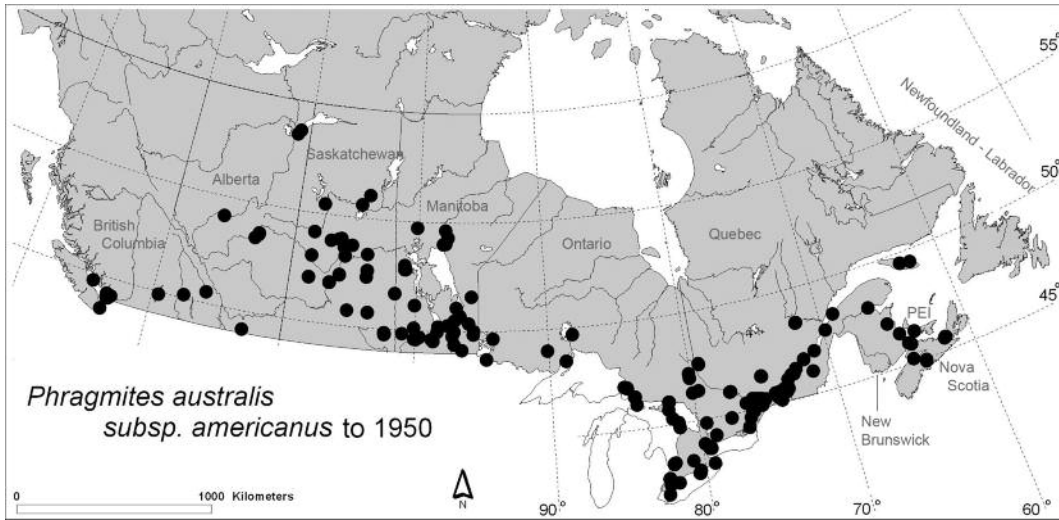 55°
Newfoundland - Labrador
Saskatchewan
Alberta
50°
Manitoba
British
Columbia
Ontario
Quebec
45°
PEI
Nova
Scotia
Phragmites australis
subsp. americanus to 1950
New
Brunswick
0 1000 Kilometers
N
90° 80° 70° 60°